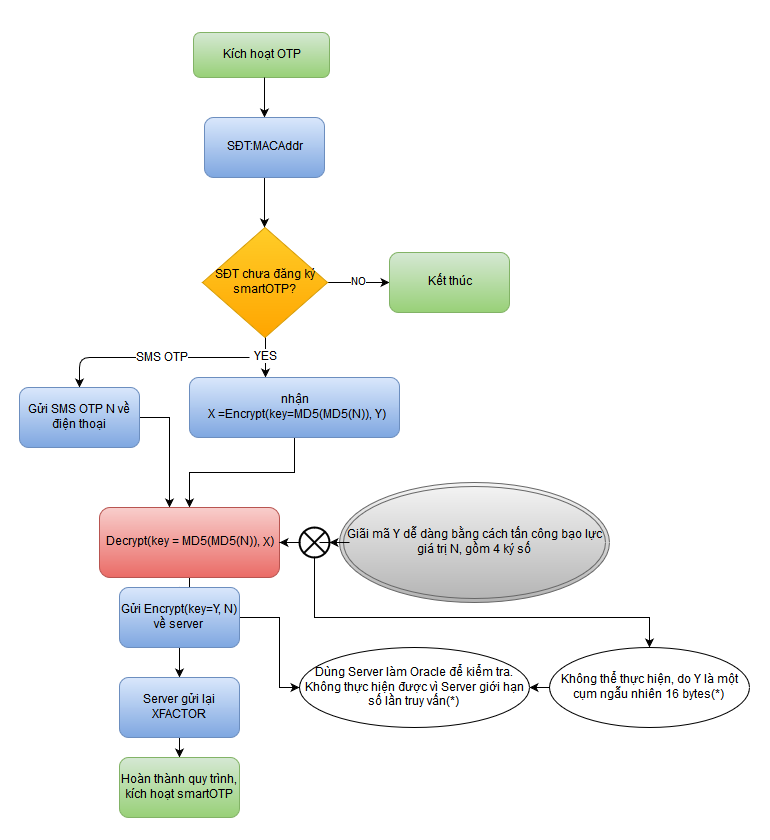 Kích hoạt OTP
SĐT:MACAddr
SĐT chưa đăng ký
smartOTP?
NO
Kết thúc
SMS OTP
YES
Gửi SMS OTP N về
điện thoại
nhận
X =Encrypt(key=MD5(MD5(N)), Y)
Decrypt(key = MD5(MD5(N)), X)
Giãi mã Y dễ dàng bằng cách tấn công bạo lực
giá trị N, gồm 4 ký số
Gửi Encrypt(key=Y, N)
về server
Dùng Server làm Oracle để kiểm tra.
Không thực hiện được vì Server giới hạn
số lần truy vấn(*)
Không thể thực hiện, do Y là một
cụm ngẫu nhiên 16 bytes(*)
Server gửi lại
XFACTOR
Hoàn thành quy trình,
kích hoạt smartOTP